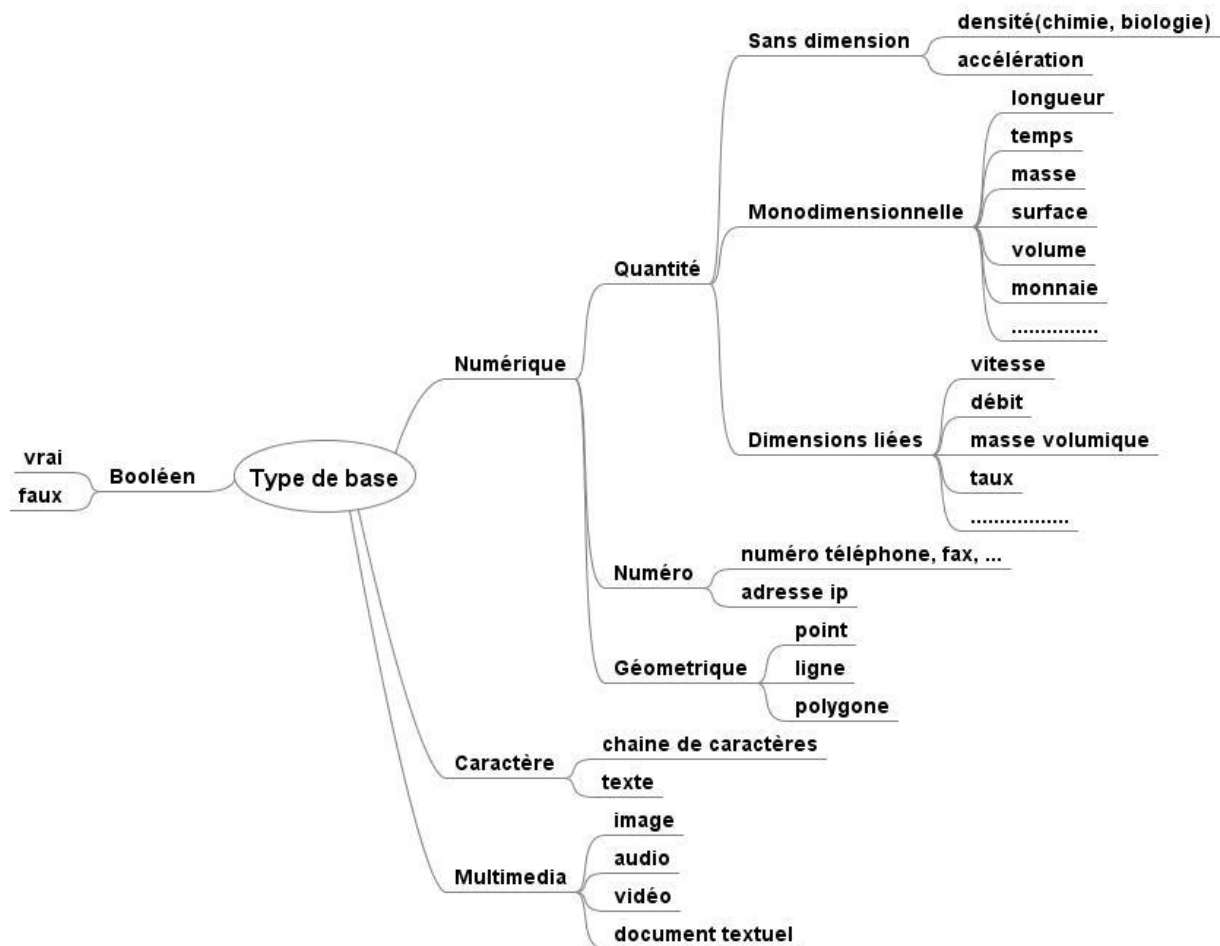 densité(chimie, biologie)
Sans dimension
accélération
longueur
temps
masse
Monodimensionnelle
surface
volume
Quantité
monnaie
...............
Numérique
vitesse
débit
Dimensions liées
masse volumique
taux
.................
vrai
Booléen
faux
Type de base
numéro téléphone, fax, ...
Numéro
adresse ip
point
Géometrique
ligne
polygone
chaine de caractères
Caractère
texte
image
audio
Multimedia
vidéo
document textuel